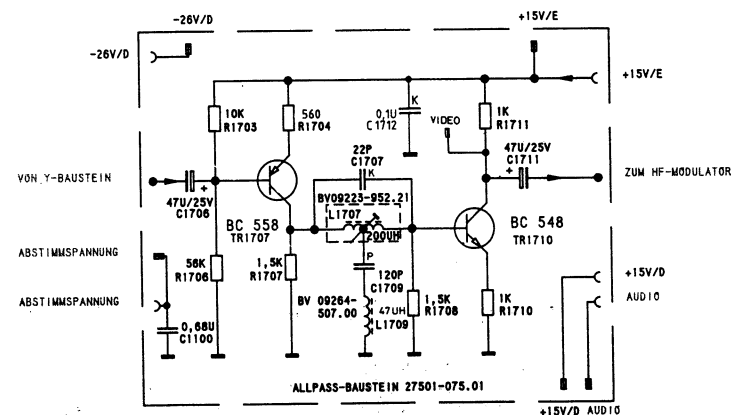 -26V/D
+15V/E
-26V/D
+15V/E
10K
R1703
560
R1704
0,1U
C1712
K
VIDEO
1K
R1711
22P
C1707
K
47U/25V
C1711
+
VON Y-BAUSTEIN
ZUM HF-MODULATOR
+
47U/25V
C1706
BV09223-952.21
L1707
200UH
BC 558
TR1707
BC 548
TR1710
ABSTIMMSPANNUNG
56K
R1706
1,5K
R1707
P
120P
C1709
+15V/D
BV 09264-
507.00
47UH
L1709
1,5K
R1708
1K
R1710
ABSTIMMSPANNUNG
AUDIO
0,68U
C1100
ALLPASS-BAUSTEIN 27501-075.01
+15V/D AUDIO